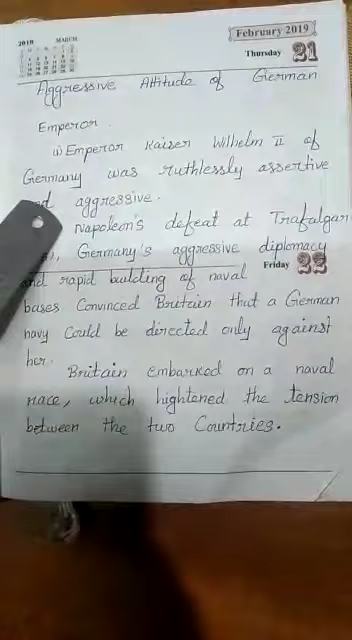 2019 MARCH
February 2019
Thursday 21
Aggressive Attitude of German
Emperor.
i) Emperor Kaiser Wilhelm II of
Germany was ruthlessly assertive
aggressive.
Napoleon's defeat at Trafalgar
Germany's aggressive diplomacy
Friday 22
and rapid building of naval
bases Convinced Britain that a German
navy Could be directed only against
her.
Britain embarked on a naval
race, which hightened the tension
between the two Countries.